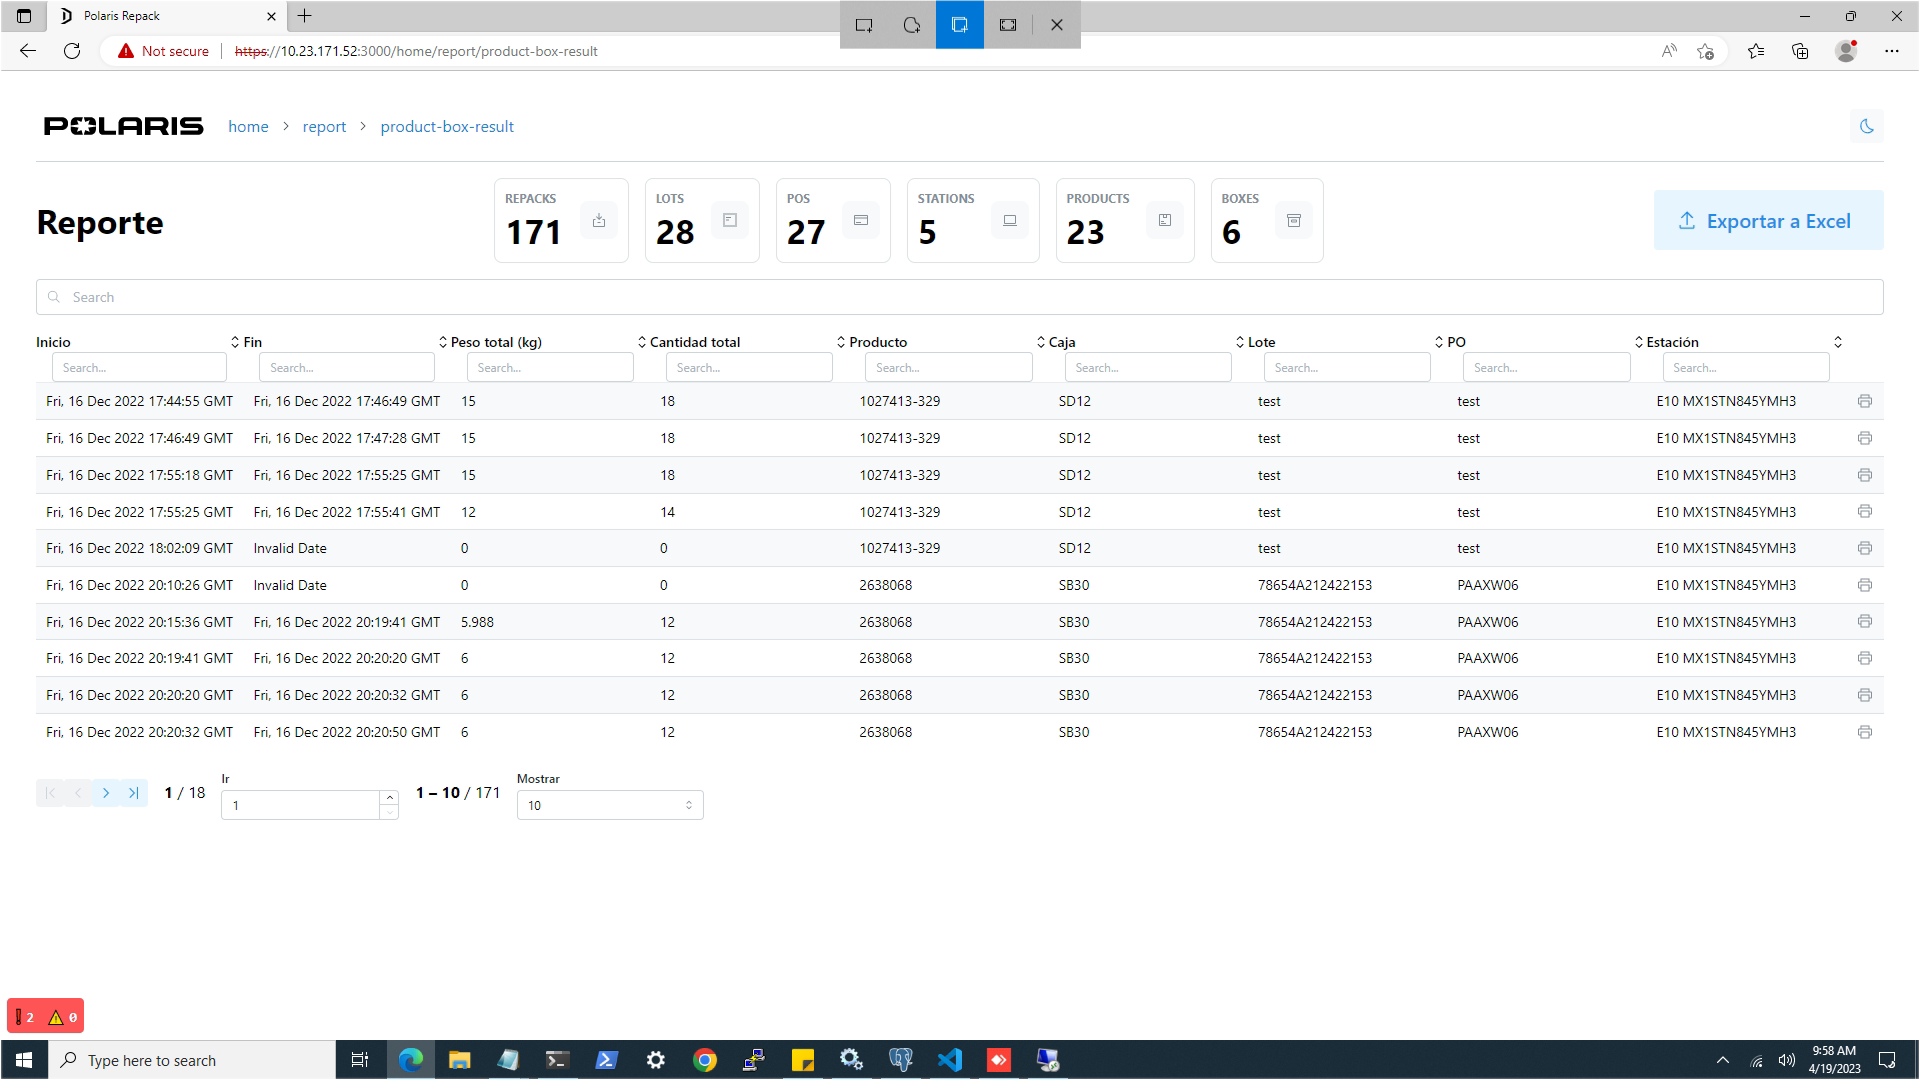 Polaris Repack
Not secure https://10.23.171.52:3000/home/report/product-box-result
POLARIS home > report > product-box-result
Reporte
REPACKS 171
LOTS 28
POS 27
STATIONS 5
PRODUCTS 23
BOXES 6
Exportar a Excel
Search
Inicio Fin Peso total (kg) Cantidad total Producto Caja Lote PO Estación
Search... Search... Search... Search... Search... Search... Search... Search... Search...
Fri, 16 Dec 2022 17:44:55 GMT Fri, 16 Dec 2022 17:46:49 GMT 15 18 1027413-329 SD12 test test E10 MX1STN845YMH3
Fri, 16 Dec 2022 17:46:49 GMT Fri, 16 Dec 2022 17:47:28 GMT 15 18 1027413-329 SD12 test test E10 MX1STN845YMH3
Fri, 16 Dec 2022 17:55:18 GMT Fri, 16 Dec 2022 17:55:25 GMT 15 18 1027413-329 SD12 test test E10 MX1STN845YMH3
Fri, 16 Dec 2022 17:55:25 GMT Fri, 16 Dec 2022 17:55:41 GMT 12 14 1027413-329 SD12 test test E10 MX1STN845YMH3
Fri, 16 Dec 2022 18:02:09 GMT Invalid Date 0 0 1027413-329 SD12 test test E10 MX1STN845YMH3
Fri, 16 Dec 2022 20:10:26 GMT Invalid Date 0 0 2638068 SB30 78654A212422153 PAAXW06 E10 MX1STN845YMH3
Fri, 16 Dec 2022 20:15:36 GMT Fri, 16 Dec 2022 20:19:41 GMT 5.988 12 2638068 SB30 78654A212422153 PAAXW06 E10 MX1STN845YMH3
Fri, 16 Dec 2022 20:19:41 GMT Fri, 16 Dec 2022 20:20:20 GMT 6 12 2638068 SB30 78654A212422153 PAAXW06 E10 MX1STN845YMH3
Fri, 16 Dec 2022 20:20:20 GMT Fri, 16 Dec 2022 20:20:32 GMT 6 12 2638068 SB30 78654A212422153 PAAXW06 E10 MX1STN845YMH3
Fri, 16 Dec 2022 20:20:32 GMT Fri, 16 Dec 2022 20:20:50 GMT 6 12 2638068 SB30 78654A212422153 PAAXW06 E10 MX1STN845YMH3
Ir Mostrar
1 / 18 1 1 – 10 / 171 10
2 0
Type here to search
9:58 AM
4/19/2023